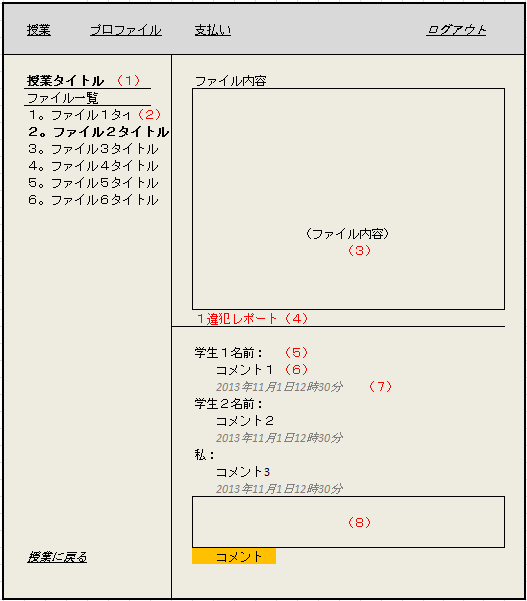 授業 プロファイル 支払い ログアウト
授業タイトル （１）
ファイル一覧
１。ファイル１タイ（２）
２。ファイル２タイトル
３。ファイル３タイトル
４。ファイル４タイトル
５。ファイル５タイトル
６。ファイル６タイトル
授業に戻る
ファイル内容
（ファイル内容）
（３）
１違犯レポート（４）
学生１名前： （５）
コメント１ （６）
2013年11月1日12時30分 （７）
学生２名前：
コメント２
2013年11月1日12時30分
私：
コメント3
2013年11月1日12時30分
（８）
コメント